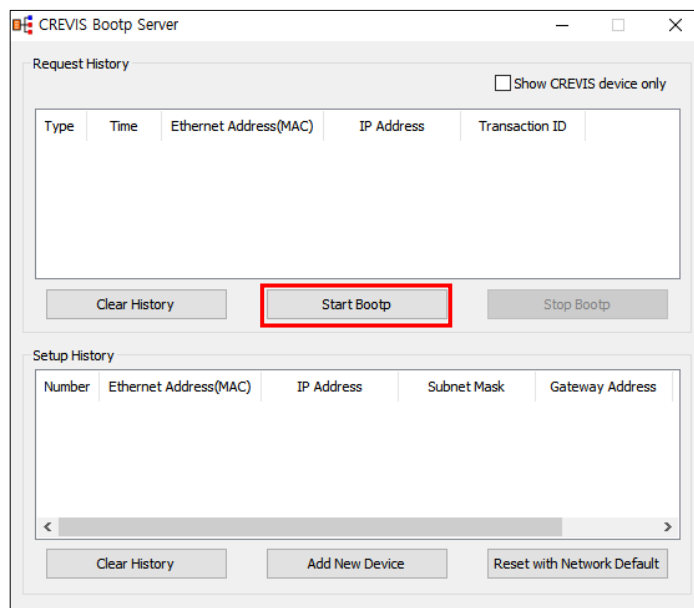 CREVIS Bootp Server
Request History
Show CREVIS device only
Type Time Ethernet Address(MAC) IP Address Transaction ID
Clear History Start Bootp Stop Bootp
Setup History
Number Ethernet Address(MAC) IP Address Subnet Mask Gateway Address
Clear History Add New Device Reset with Network Default